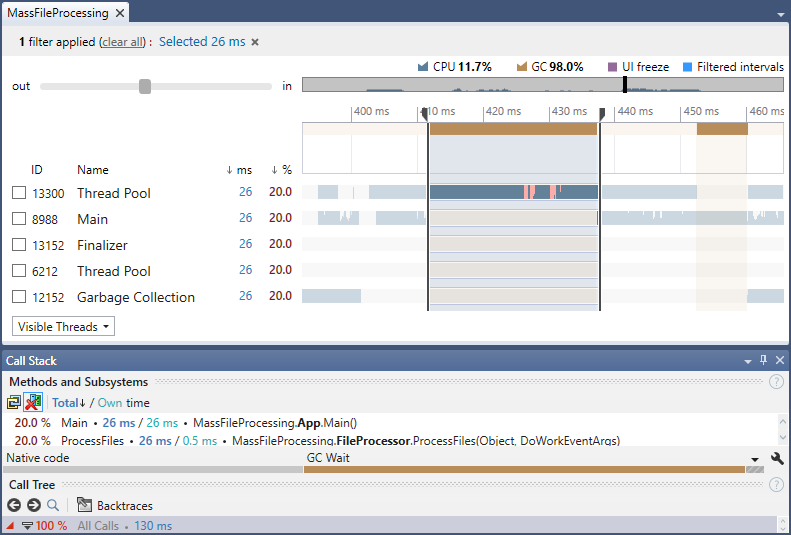 MassFileProcessing
1 filter applied (clear all) : Selected 26 ms
CPU 11.7% GC 98.0% UI freeze Filtered intervals
out in
400 ms 410 ms 420 ms 430 ms 440 ms 450 ms 460 ms
ID Name ↓ ms ↓ %
13300 Thread Pool 26 20.0
8988 Main 26 20.0
13152 Finalizer 26 20.0
6212 Thread Pool 26 20.0
12152 Garbage Collection 26 20.0
Visible Threads
Call Stack
Methods and Subsystems
Total↓ / Own time
20.0 % Main • 26 ms / 26 ms • MassFileProcessing.App.Main()
20.0 % ProcessFiles • 26 ms / 0.5 ms • MassFileProcessing.FileProcessor.ProcessFiles(Object, DoWorkEventArgs)
Native code GC Wait
Call Tree
Backtraces
100 % All Calls • 130 ms